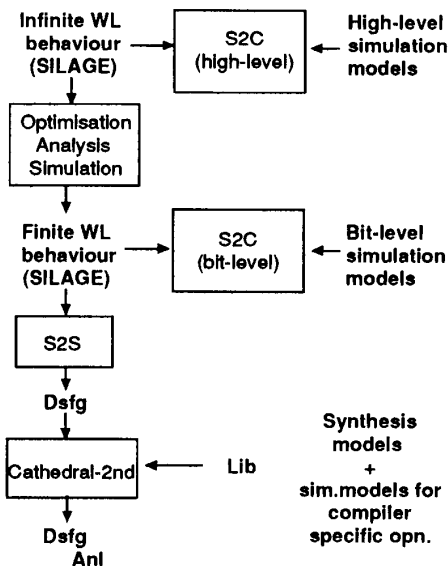 Infinite WL
behaviour
(SILAGE)
S2C
(high-level)
High-level
simulation
models
Optimisation
Analysis
Simulation
Finite WL
behaviour
(SILAGE)
S2C
(bit-level)
Bit-level
simulation
models
S2S
Dsfg
Cathedral-2nd
Lib
Synthesis
models
+
sim.models for
compiler
specific opn.
Dsfg
Anl